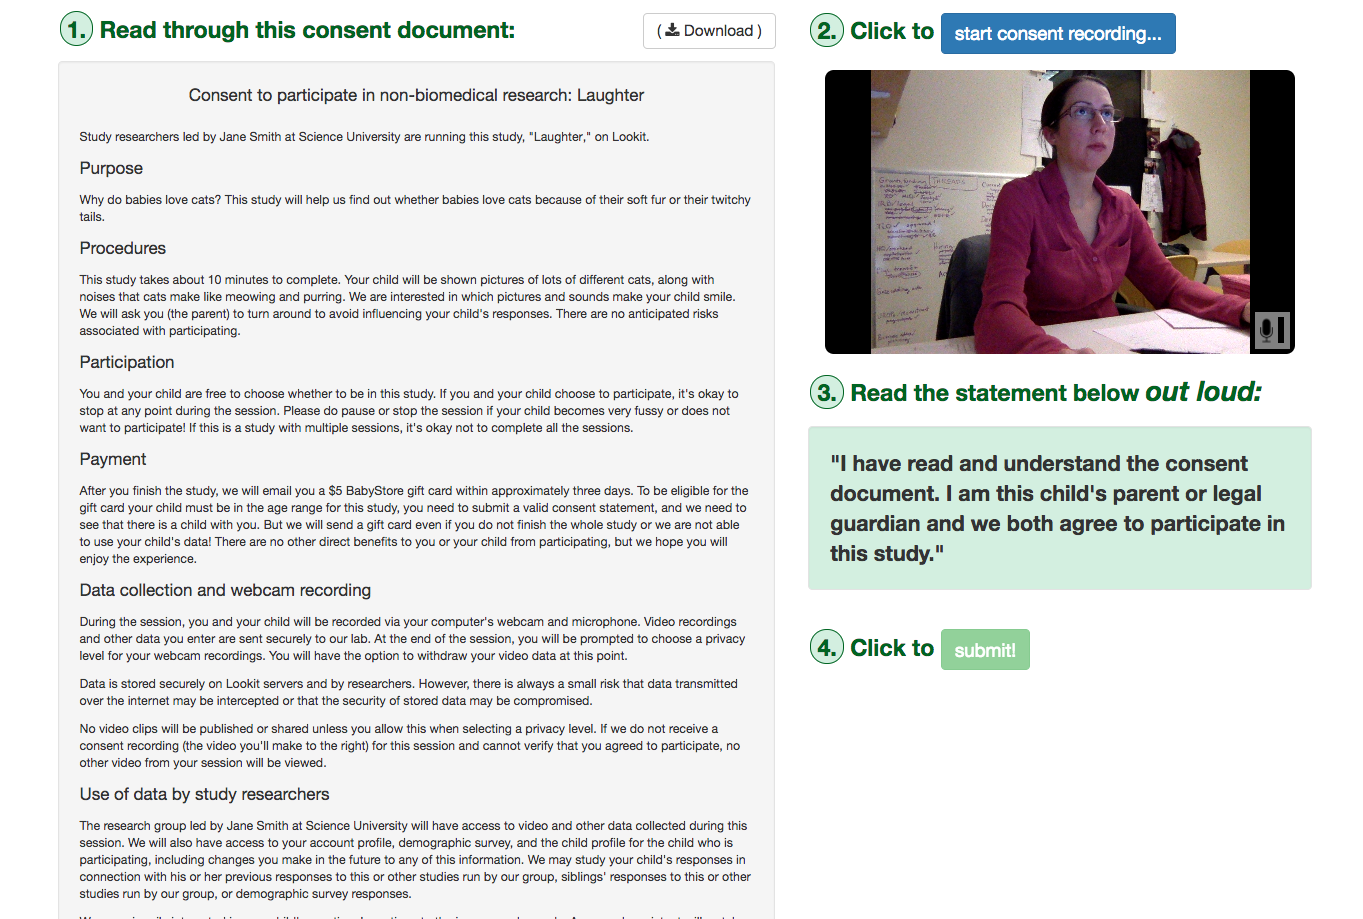 1. Read through this consent document:
( Download )
Consent to participate in non-biomedical research: Laughter
Study researchers led by Jane Smith at Science University are running this study, "Laughter," on Lookit.
Purpose
Why do babies love cats? This study will help us find out whether babies love cats because of their soft fur or their twitchy
tails.
Procedures
This study takes about 10 minutes to complete. Your child will be shown pictures of lots of different cats, along with
noises that cats make like meowing and purring. We are interested in which pictures and sounds make your child smile.
We will ask you (the parent) to turn around to avoid influencing your child's responses. There are no anticipated risks
associated with participating.
Participation
You and your child are free to choose whether to be in this study. If you and your child choose to participate, it's okay to
stop at any point during the session. Please do pause or stop the session if your child becomes very fussy or does not
want to participate! If this is a study with multiple sessions, it's okay not to complete all the sessions.
Payment
After you finish the study, we will email you a $5 BabyStore gift card within approximately three days. To be eligible for the
gift card your child must be in the age range for this study, you need to submit a valid consent statement, and we need to
see that there is a child with you. But we will send a gift card even if you do not finish the whole study or we are not able
to use your child's data! There are no other direct benefits to you or your child from participating, but we hope you will
enjoy the experience.
Data collection and webcam recording
During the session, you and your child will be recorded via your computer's webcam and microphone. Video recordings
and other data you enter are sent securely to our lab. At the end of the session, you will be prompted to choose a privacy
level for your webcam recordings. You will have the option to withdraw your video data at this point.
Data is stored securely on Lookit servers and by researchers. However, there is always a small risk that data transmitted
over the internet may be intercepted or that the security of stored data may be compromised.
No video clips will be published or shared unless you allow this when selecting a privacy level. If we do not receive a
consent recording (the video you'll make to the right) for this session and cannot verify that you agreed to participate, no
other video from your session will be viewed.
Use of data by study researchers
The research group led by Jane Smith at Science University will have access to video and other data collected during this
session. We will also have access to your account profile, demographic survey, and the child profile for the child who is
participating, including changes you make in the future to any of this information. We may study your child's responses in
connection with his or her previous responses to this or other studies run by our group, siblings' responses to this or other
studies run by our group, or demographic survey responses.
2. Click to start consent recording...
THREADS
3. Read the statement below out loud:
"I have read and understand the consent
document. I am this child's parent or legal
guardian and we both agree to participate in
this study."
4. Click to submit!